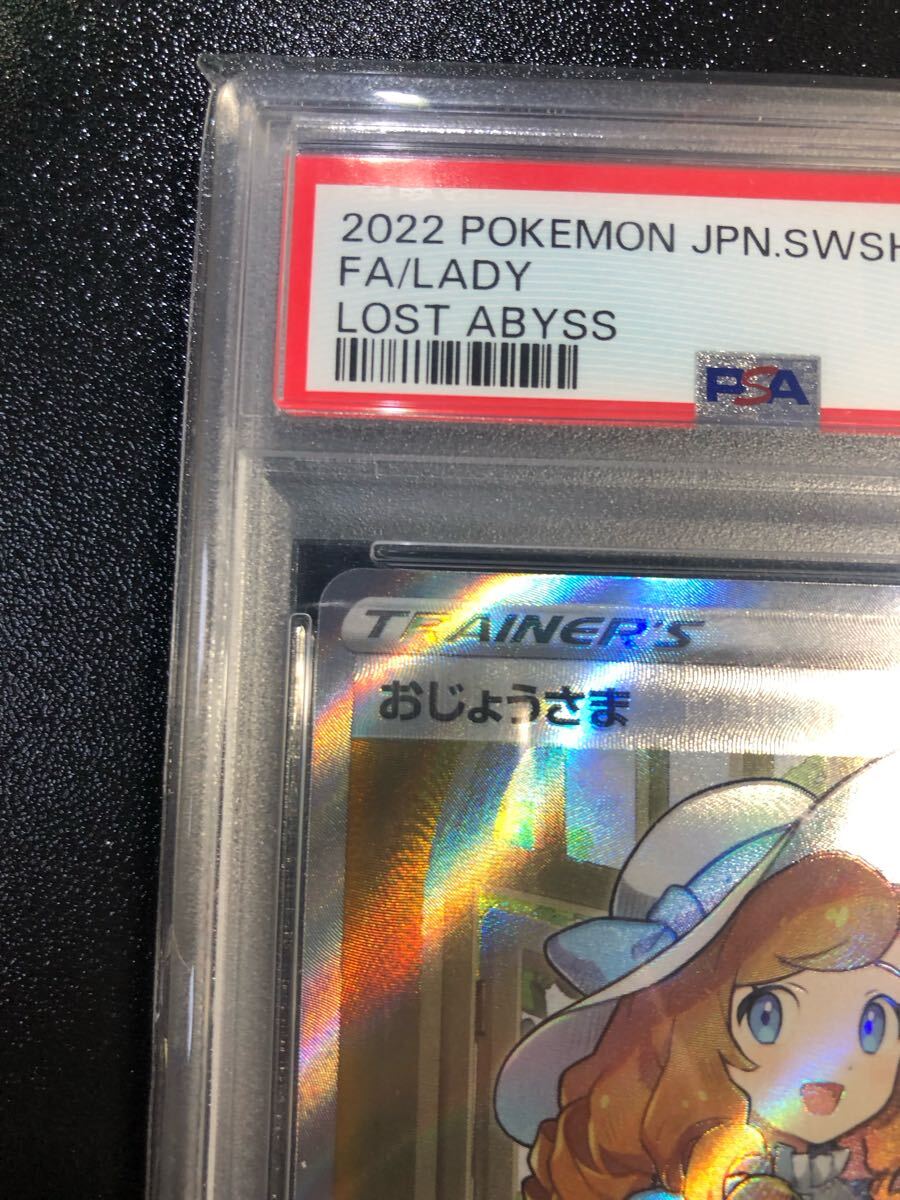 2022 POKEMON JPN.SWSH
FA/LADY
LOST ABYSS
PSA
TRAINER'S
おじょうさま